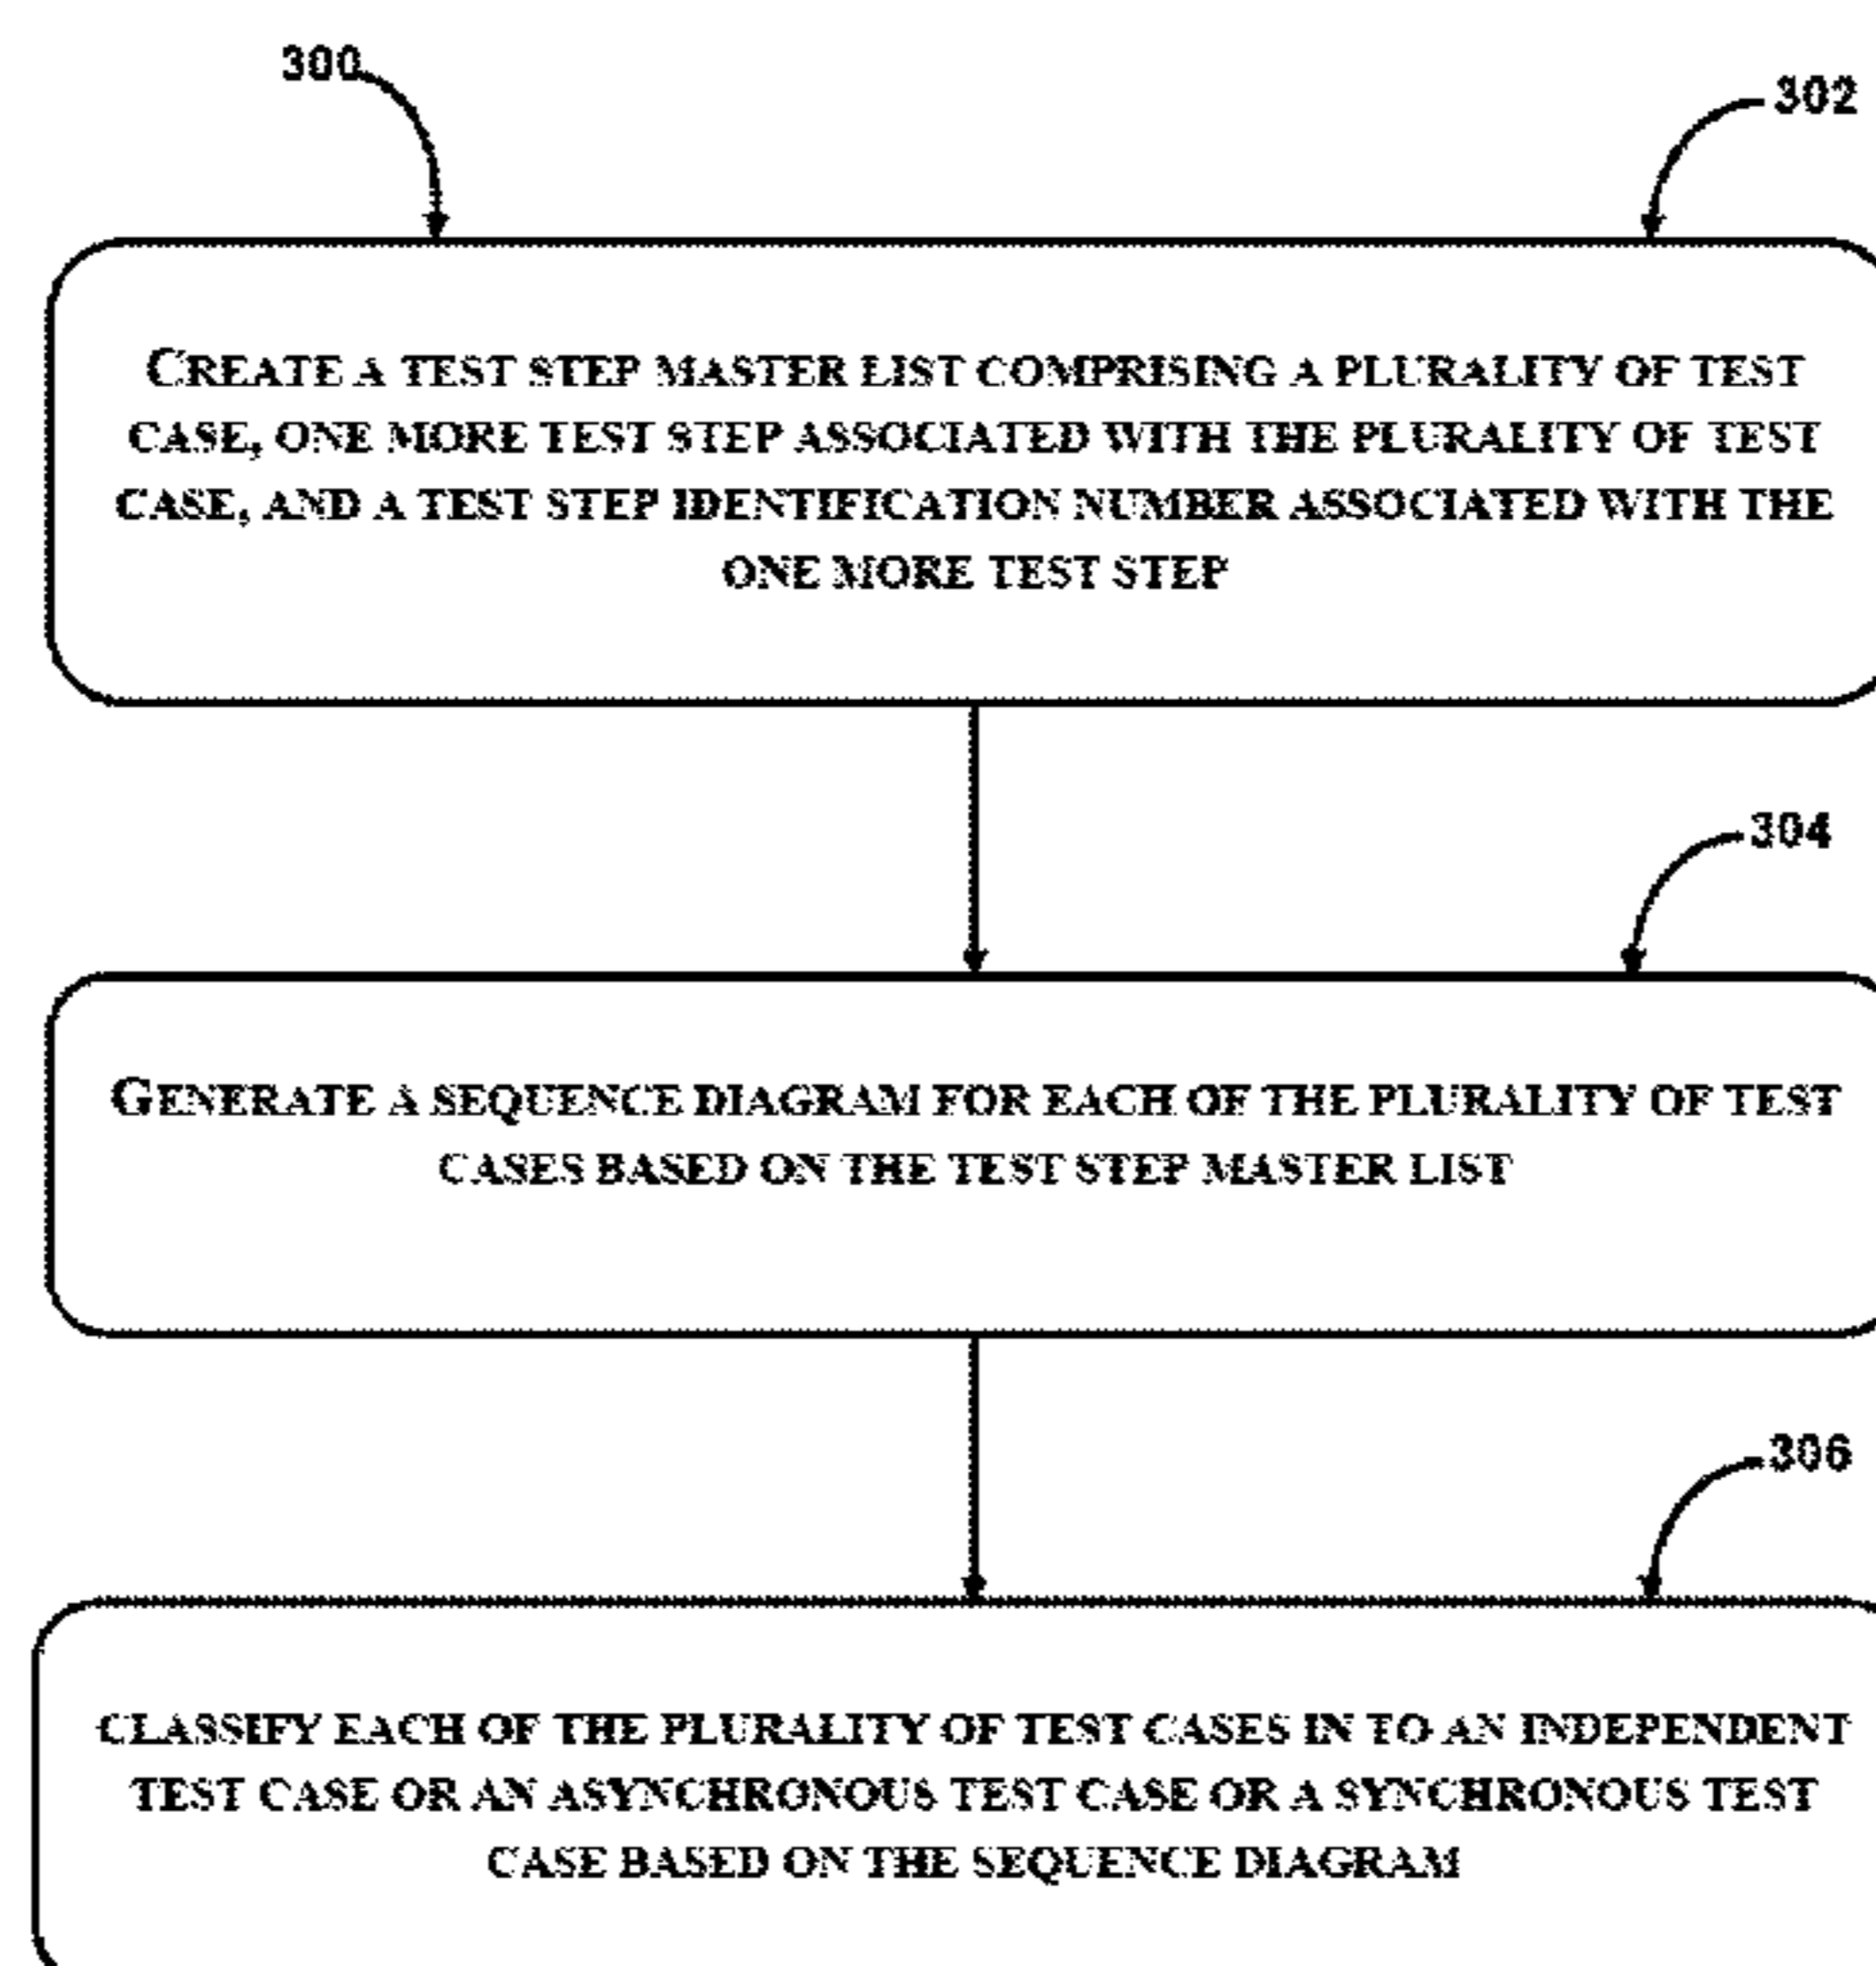 300
302
CREATE A TEST STEP MASTER LIST COMPRISING A PLURALITY OF TEST
CASE, ONE MORE TEST STEP ASSOCIATED WITH THE PLURALITY OF TEST
CASE, AND A TEST STEP IDENTIFICATION NUMBER ASSOCIATED WITH THE
ONE MORE TEST STEP
304
GENERATE A SEQUENCE DIAGRAM FOR EACH OF THE PLURALITY OF TEST
CASES BASED ON THE TEST STEP MASTER LIST
306
CLASSIFY EACH OF THE PLURALITY OF TEST CASES IN TO AN INDEPENDENT
TEST CASE OR AN ASYNCHRONOUS TEST CASE OR A SYNCHRONOUS TEST
CASE BASED ON THE SEQUENCE DIAGRAM